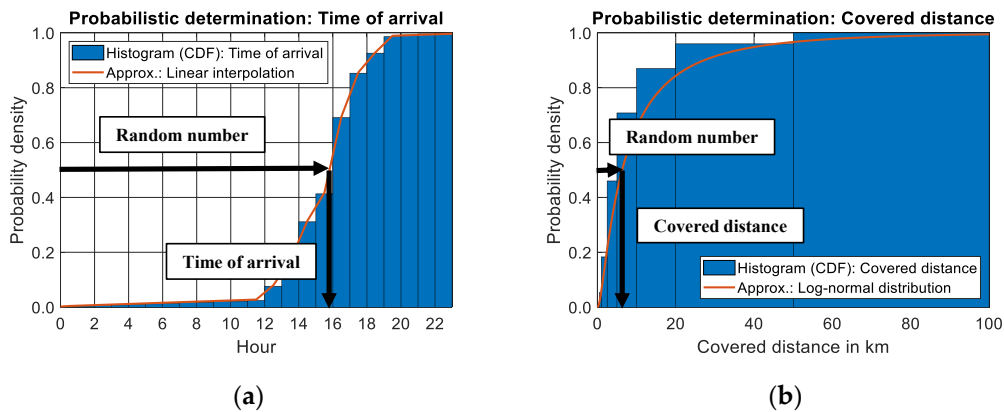 Probabilistic determination: Time of arrival
1.0
0.8
0.6
0.4
0.2
0.0
Probability density
Histogram (CDF): Time of arrival
Approx.: Linear interpolation
Random number
Time of arrival
0 2 4 6 8 10 12 14 16 18 20 22
Hour
(a)
Probabilistic determination: Covered distance
1.0
0.8
0.6
0.4
0.2
0.0
Probability density
Random number
Covered distance
Histogram (CDF): Covered distance
Approx.: Log-normal distribution
0 20 40 60 80 100
Covered distance in km
(b)